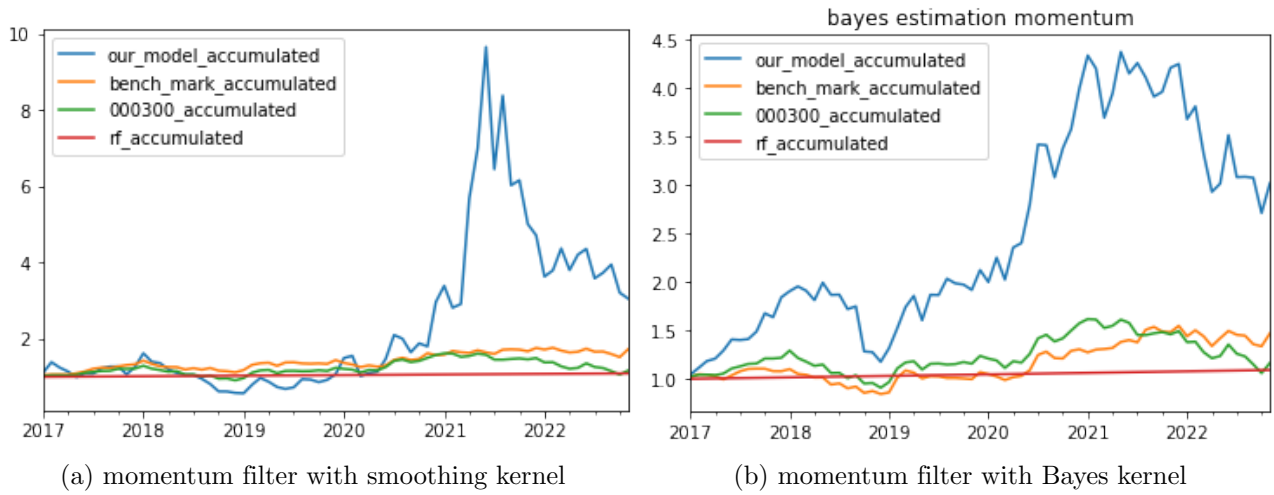 10
8
6
4
2
our_model_accumulated
bench_mark_accumulated
000300_accumulated
rf_accumulated
2017 2018 2019 2020 2021 2022
(a) momentum filter with smoothing kernel
bayes estimation momentum
4.5
4.0
3.5
3.0
2.5
2.0
1.5
1.0
our_model_accumulated
bench_mark_accumulated
000300_accumulated
rf_accumulated
2017 2018 2019 2020 2021 2022
(b) momentum filter with Bayes kernel